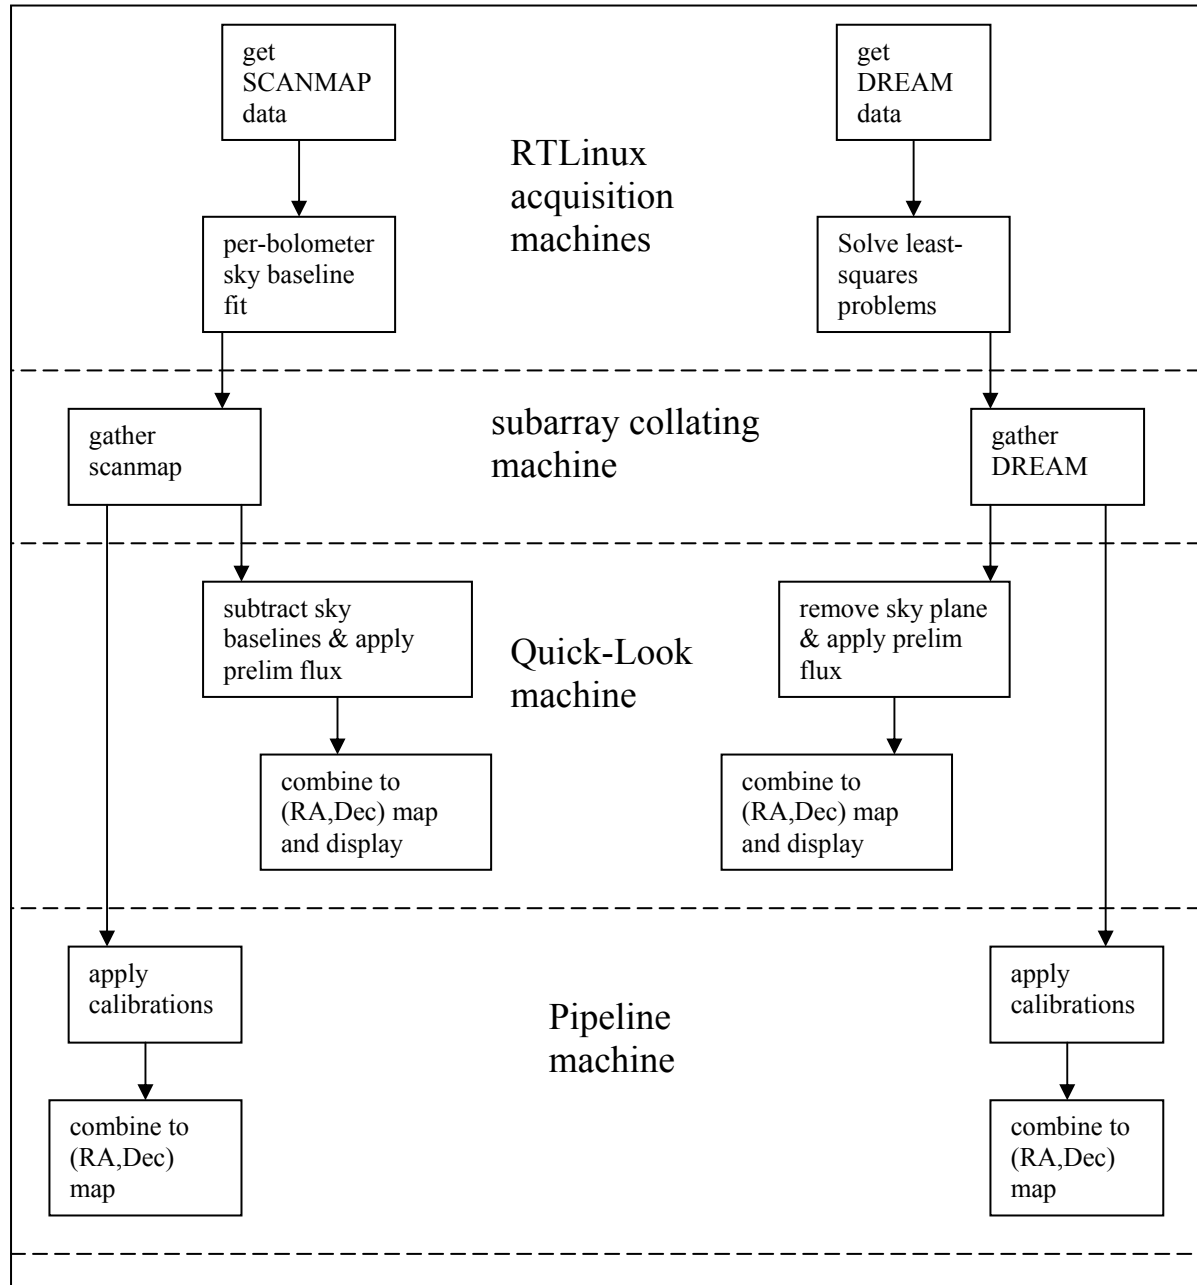 get
SCANMAP
data
get
DREAM
data
RTLinux
acquisition
machines
per-bolometer
sky baseline
fit
Solve least-
squares
problems
subarray collating
machine
gather
scanmap
gather
DREAM
subtract sky
baselines & apply
prelim flux
remove sky plane
& apply prelim
flux
Quick-Look
machine
combine to
(RA,Dec) map
and display
combine to
(RA,Dec) map
and display
apply
calibrations
Pipeline
machine
apply
calibrations
combine to
(RA,Dec)
map
combine to
(RA,Dec)
map